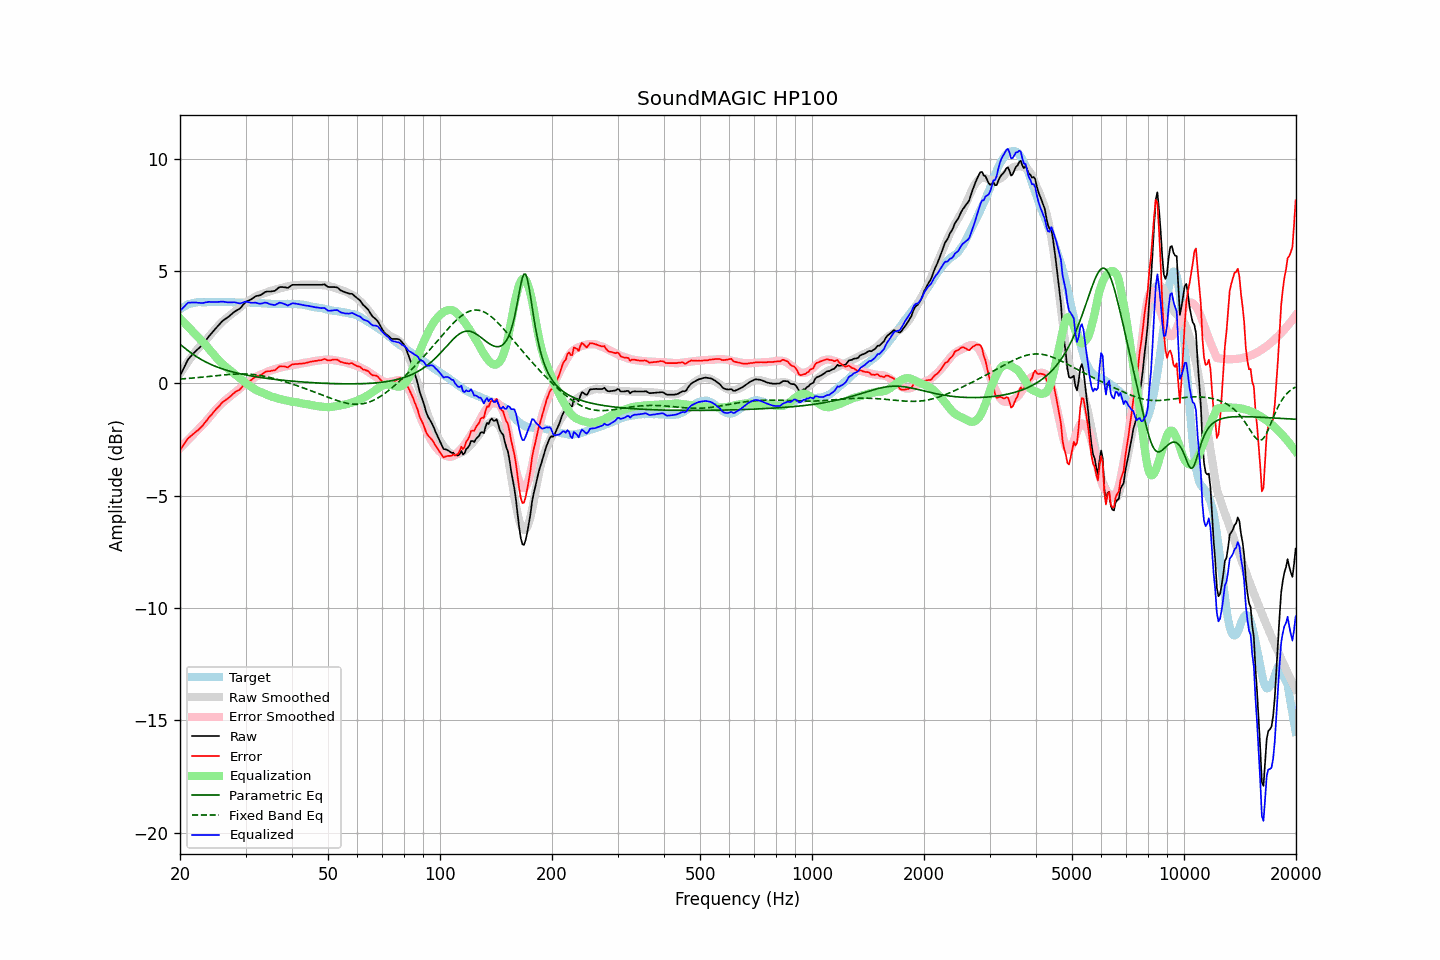 SoundMAGIC HP100
Amplitude (dBr)
10
5
0
−5
−10
−15
−20
Target
Raw Smoothed
Error Smoothed
Raw
Error
Equalization
Parametric Eq
Fixed Band Eq
Equalized
20 50 100 200 500 1000 2000 5000 10000 20000
Frequency (Hz)